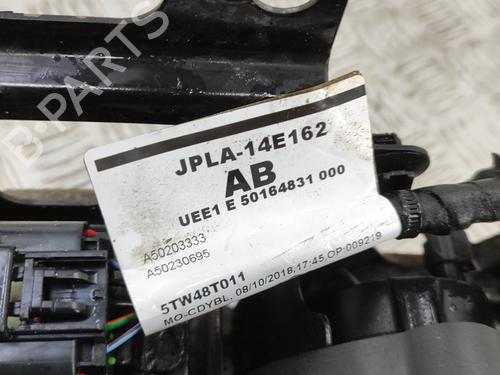 B-PARTS
JPLA-14E162
AB
UEE1 E 50164831 000
A50203333
A50230695
5TW48T011
MO-CDYBL, 08/10/2018,17:45,OP:009219